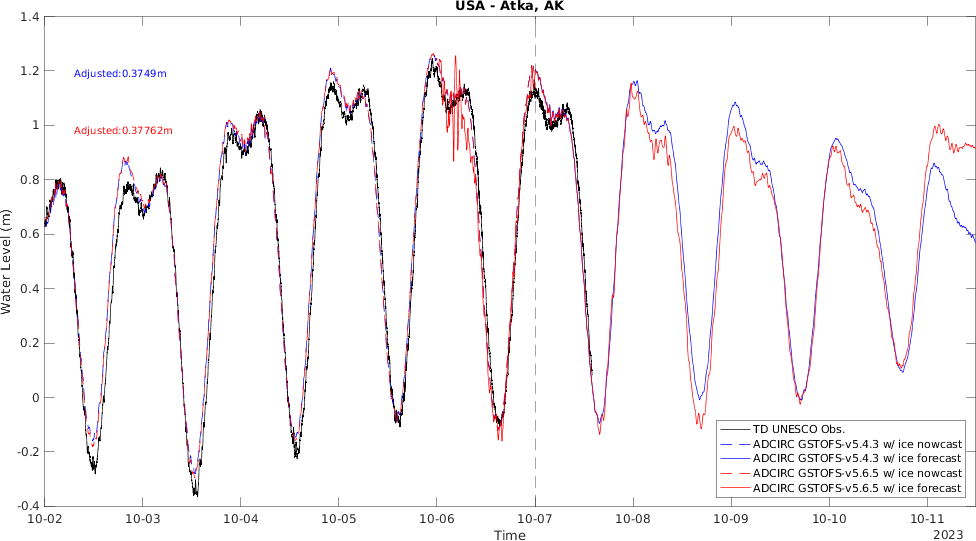 USA - Atka, AK
Adjusted:0.3749m
Adjusted:0.37762m
Water Level (m)
1.4
1.2
1
0.8
0.6
0.4
0.2
0
-0.2
-0.4
10-02
10-03
10-04
10-05
10-06
10-07
10-08
10-09
10-10
10-11
Time
2023
TD UNESCO Obs.
ADCIRC GSTOFS-v5.4.3 w/ ice nowcast
ADCIRC GSTOFS-v5.4.3 w/ ice forecast
ADCIRC GSTOFS-v5.6.5 w/ ice nowcast
ADCIRC GSTOFS-v5.6.5 w/ ice forecast